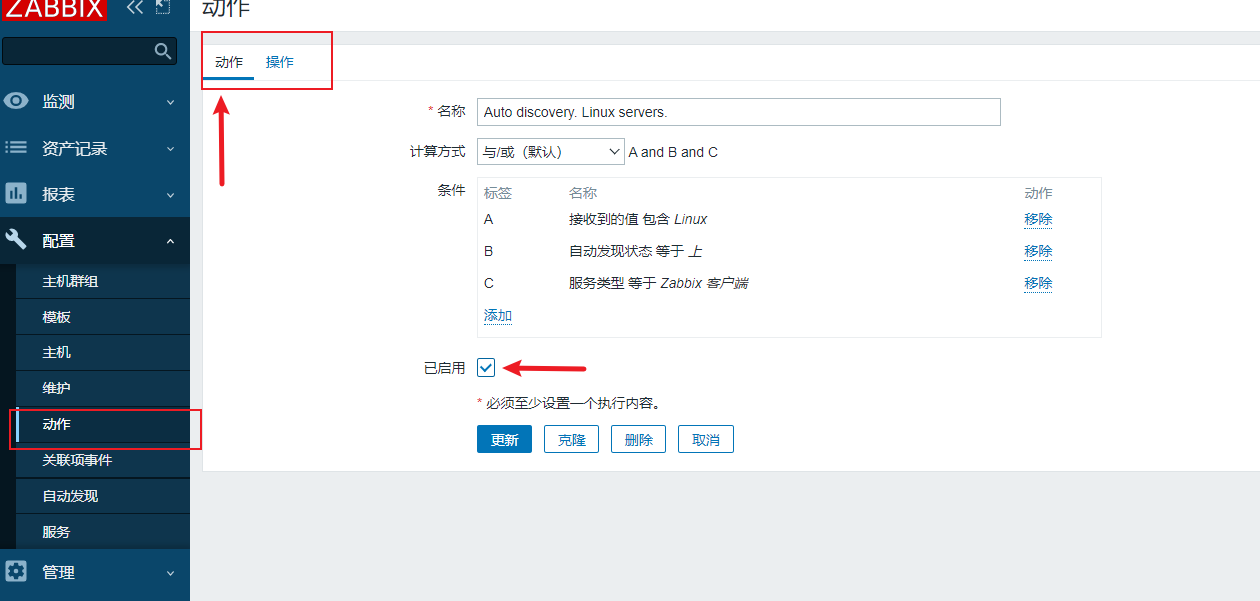 ZABBIX
动作
监测
资产记录
报表
配置
主机群组
模板
主机
维护
动作
关联项事件
自动发现
服务
管理
动作 操作
* 名称 Auto discovery. Linux servers.
计算方式 与/或（默认） A and B and C
条件 标签 名称 动作
A 接收到的值 包含 Linux 移除
B 自动发现状态 等于 上 移除
C 服务类型 等于 Zabbix 客户端 移除
添加
已启用
* 必须至少设置一个执行内容。
更新 克隆 删除 取消